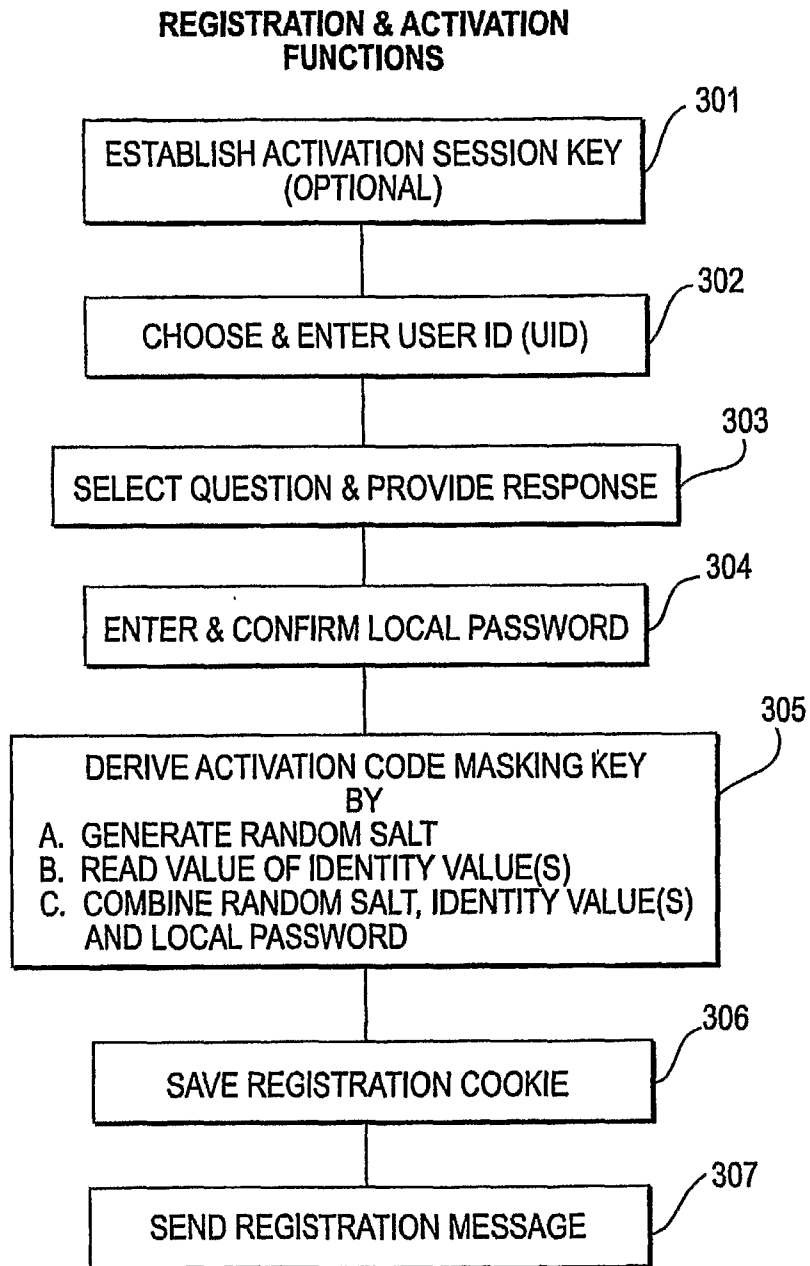 REGISTRATION & ACTIVATION
FUNCTIONS
301
ESTABLISH ACTIVATION SESSION KEY
(OPTIONAL)
302
CHOOSE & ENTER USER ID (UID)
303
SELECT QUESTION & PROVIDE RESPONSE
304
ENTER & CONFIRM LOCAL PASSWORD
305
DERIVE ACTIVATION CODE MASKING KEY
BY
A. GENERATE RANDOM SALT
B. READ VALUE OF IDENTITY VALUE(S)
C. COMBINE RANDOM SALT, IDENTITY VALUE(S)
AND LOCAL PASSWORD
306
SAVE REGISTRATION COOKIE
307
SEND REGISTRATION MESSAGE